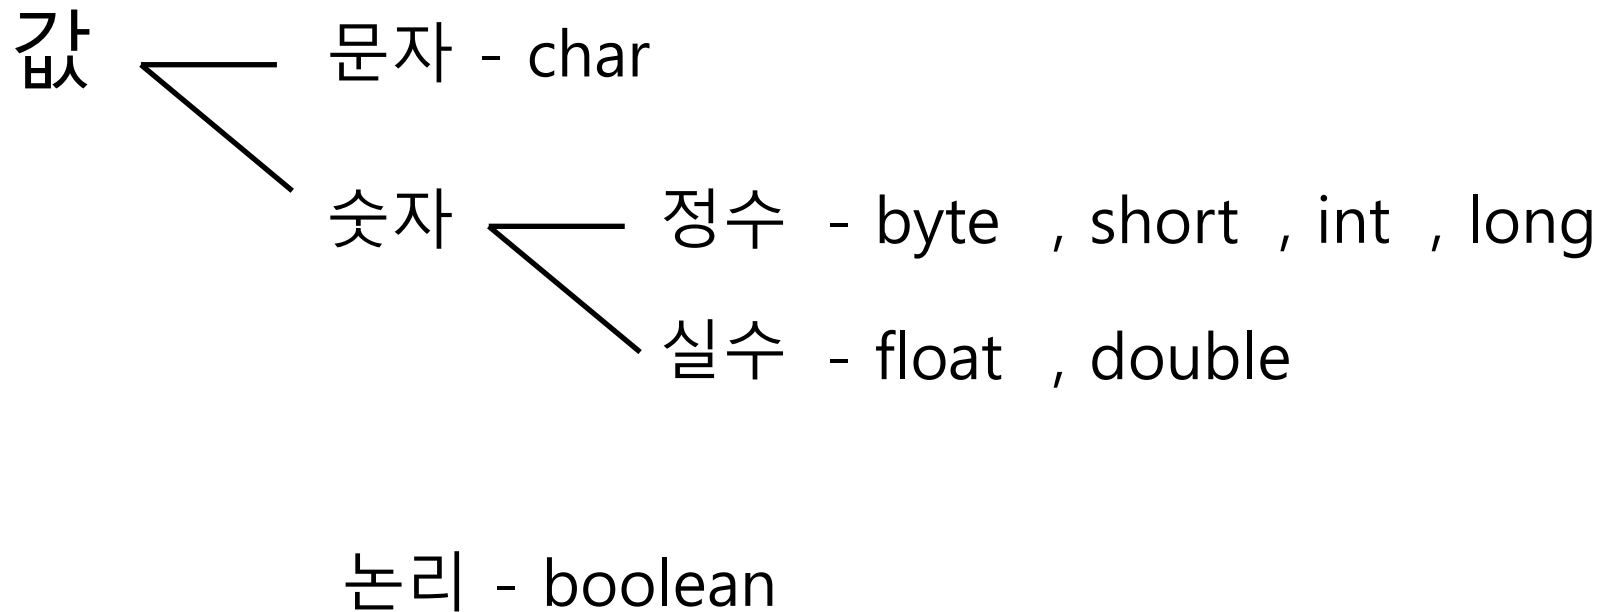 값 문자 - char
숫자 정수 - byte , short , int , long
실수 - float , double
논리 - boolean